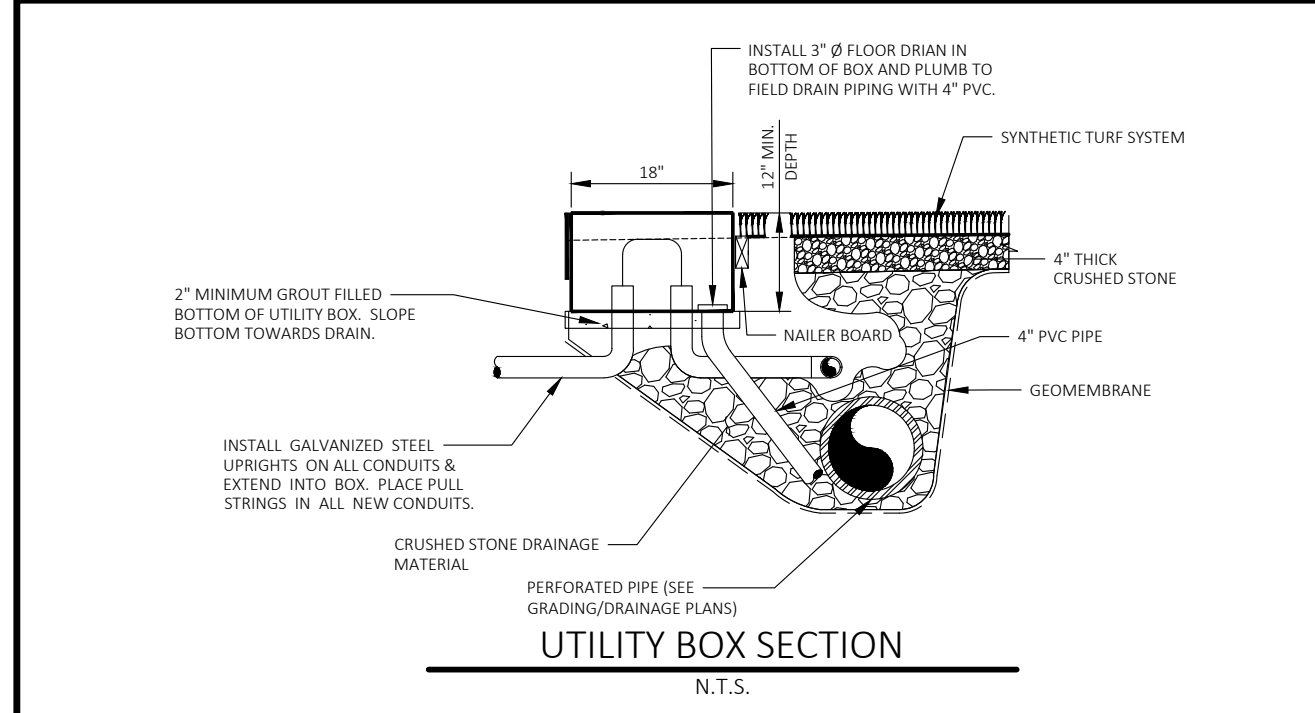 INSTALL 3" Ø FLOOR DRIAN IN
BOTTOM OF BOX AND PLUMB TO
FIELD DRAIN PIPING WITH 4" PVC.
SYNTHETIC TURF SYSTEM
18"
12" MIN.
DEPTH
4" THICK
CRUSHED STONE
2" MINIMUM GROUT FILLED
BOTTOM OF UTILITY BOX. SLOPE
BOTTOM TOWARDS DRAIN.
NAILER BOARD
4" PVC PIPE
GEOMEMBRANE
INSTALL GALVANIZED STEEL
UPRIGHTS ON ALL CONDUITS &
EXTEND INTO BOX. PLACE PULL
STRINGS IN ALL NEW CONDUITS.
CRUSHED STONE DRAINAGE
MATERIAL
PERFORATED PIPE (SEE
GRADING/DRAINAGE PLANS)
UTILITY BOX SECTION
N.T.S.